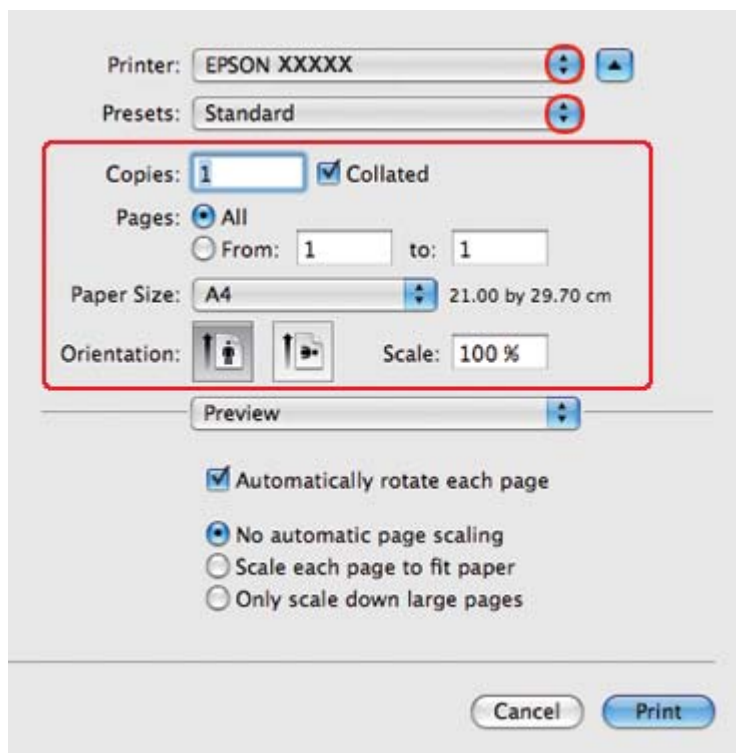 Printer: EPSON XXXXX
Presets: Standard
Copies: 1 Collated
Pages: All
From: 1 to: 1
Paper Size: A4 21.00 by 29.70 cm
Orientation: Scale: 100 %
Preview
Automatically rotate each page
No automatic page scaling
Scale each page to fit paper
Only scale down large pages
Cancel Print